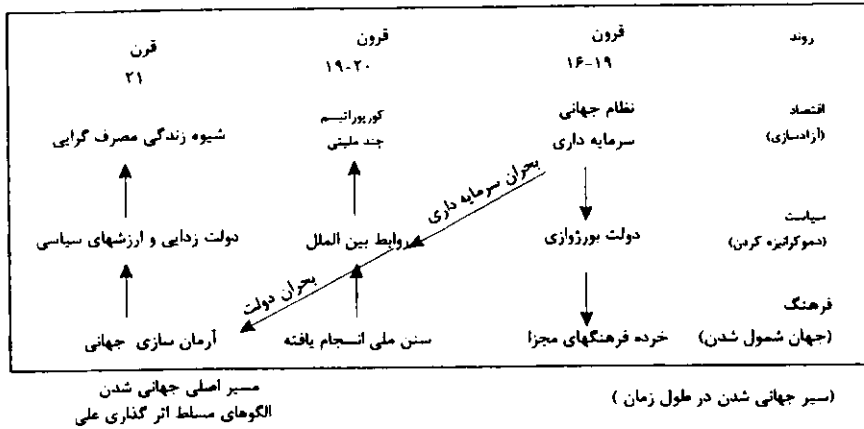 روند
قرون
۱۶-۱۹
قرون
۱۹-۲۰
قرن
۲۱
اقتصاد
(آزادسازی)
نظام جهانی
سرمایه داری
کورپوراتیسم
چند ملیتی
شیوه زندگی مصرف گرایی
بحران سرمایه داری
سیاست
(دموکراتیزه کردن)
دولت بورژوازی
روابط بین الملل
دولت زدایی و ارزشهای سیاسی
بحران دولت
فرهنگ
(جهان شمول شدن)
خرده فرهنگهای مجزا
سنن ملی انسجام یافته
آرمان سازی جهانی
(سیر جهانی شدن در طول زمان )
مسیر اصلی جهانی شدن
الگوهای مسلط اثر گذاری علی